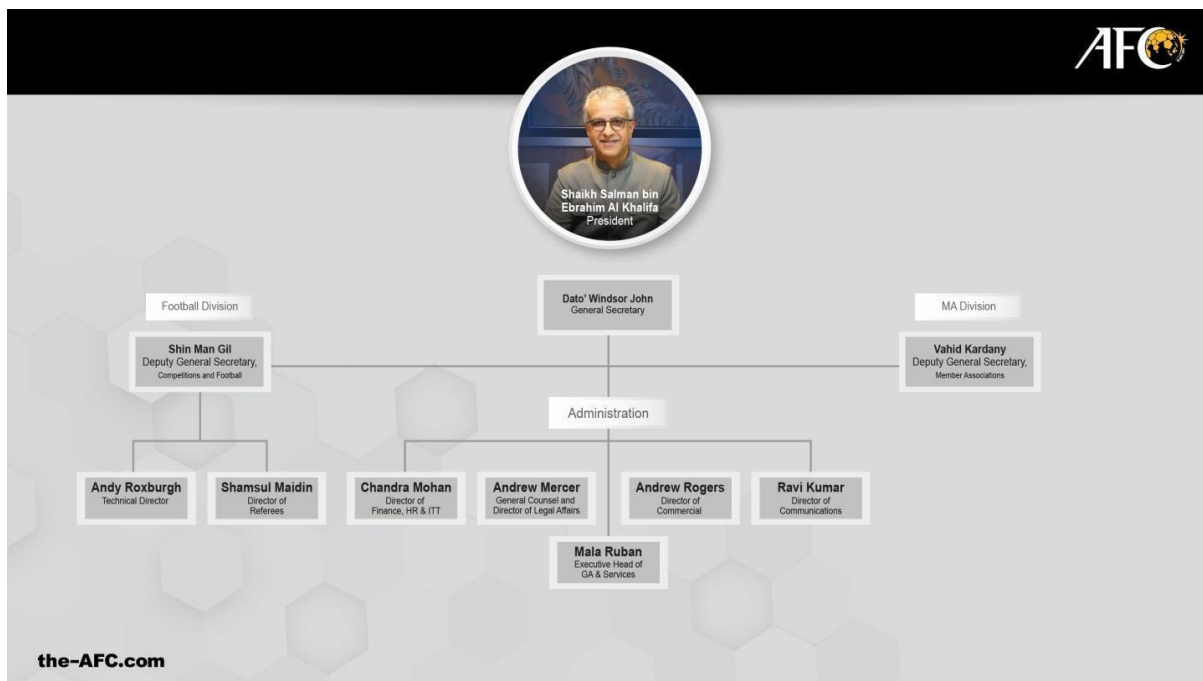 AFC
Shaikh Salman bin
Ebrahim Al Khalifa
President
Dato' Windsor John
General Secretary
Football Division
MA Division
Shin Man Gil
Deputy General Secretary,
Competitions and Football
Vahid Kardany
Deputy General Secretary,
Member Associations
Administration
Andy Roxburgh
Technical Director
Shamsul Maidin
Director of
Referees
Chandra Mohan
Director of
Finance, HR & ITT
Andrew Mercer
General Counsel and
Director of Legal Affairs
Andrew Rogers
Director of
Commercial
Ravi Kumar
Director of
Communications
Mala Ruban
Executive Head of
GA & Services
the-AFC.com